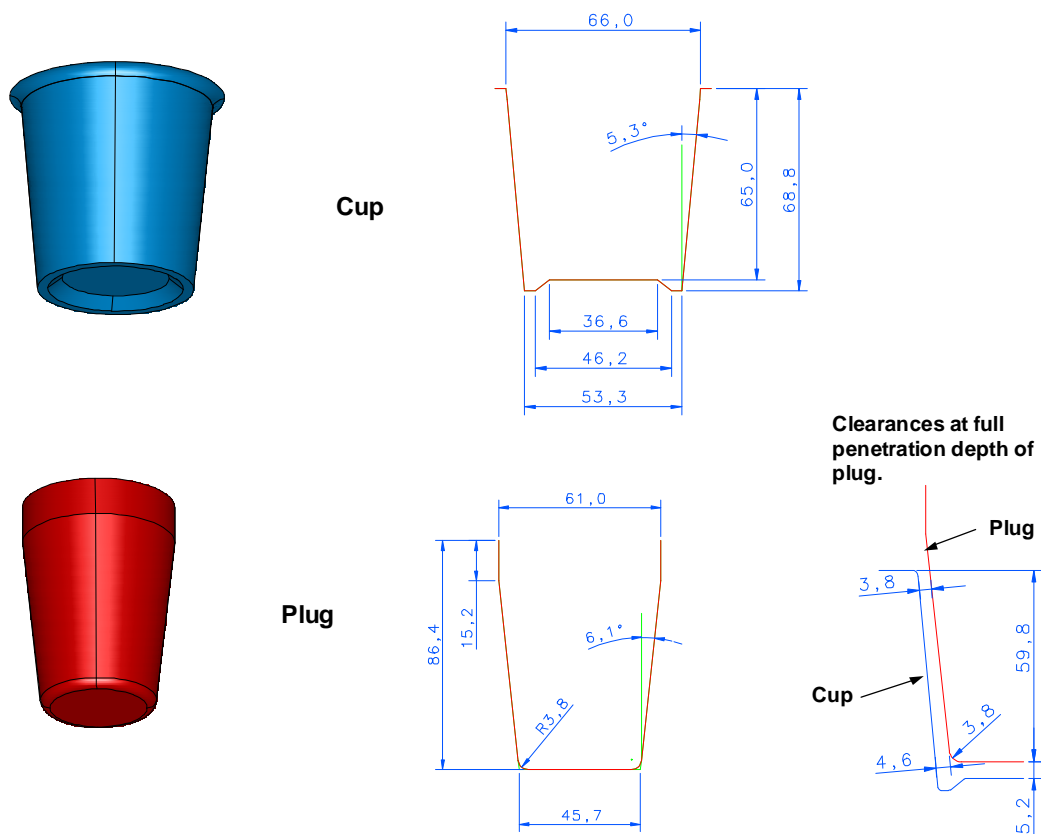 66,0
5,3°
65,0
68,8
Cup
36,6
46,2
53,3
Clearances at full
penetration depth of
plug.
61,0
Plug
3,8
15,2
86,4
Plug
6,1°
59,8
Cup
R3,8
3,8
4,6
45,7
5,2